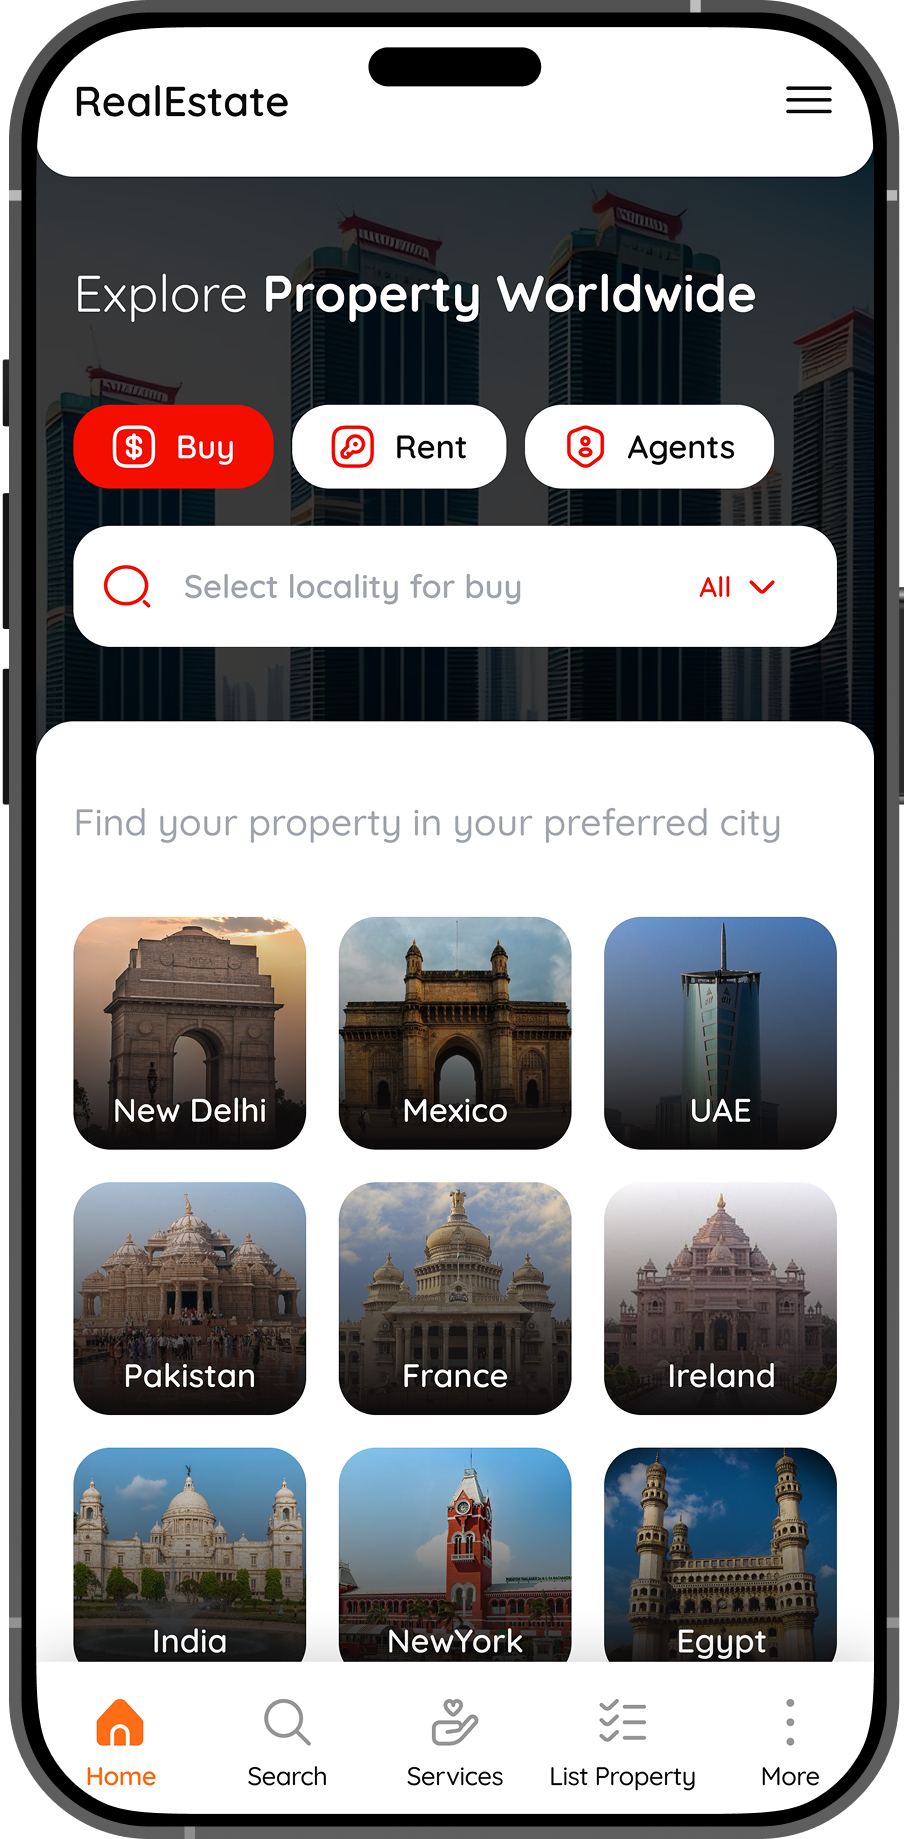 RealEstate
Explore Property Worldwide
Buy
Rent
Agents
Select locality for buy
All
Find your property in your preferred city
New Delhi
Mexico
UAE
Pakistan
France
Ireland
India
NewYork
Egypt
Home
Search
Services
List Property
More